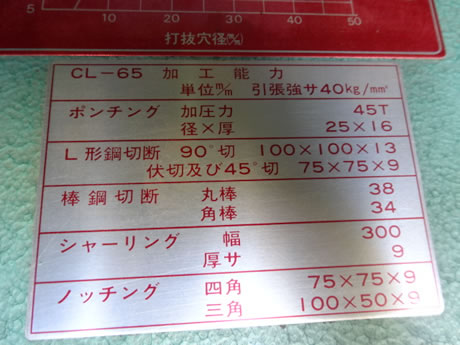 5 10 15 20 25
打抜穴径(m/m)
CL-65 加工能力
単位m/m 引張強サ40kg/mm²
ポンチング 加圧力 45T
径×厚 25×16
L形鋼切断 90°切 100×100×13
伏切及び45°切 75×75×9
棒鋼切断 丸棒 38
角棒 34
シャーリング 幅 300
厚サ 9
ノッチング 四角 75×75×9
三角 100×50×9